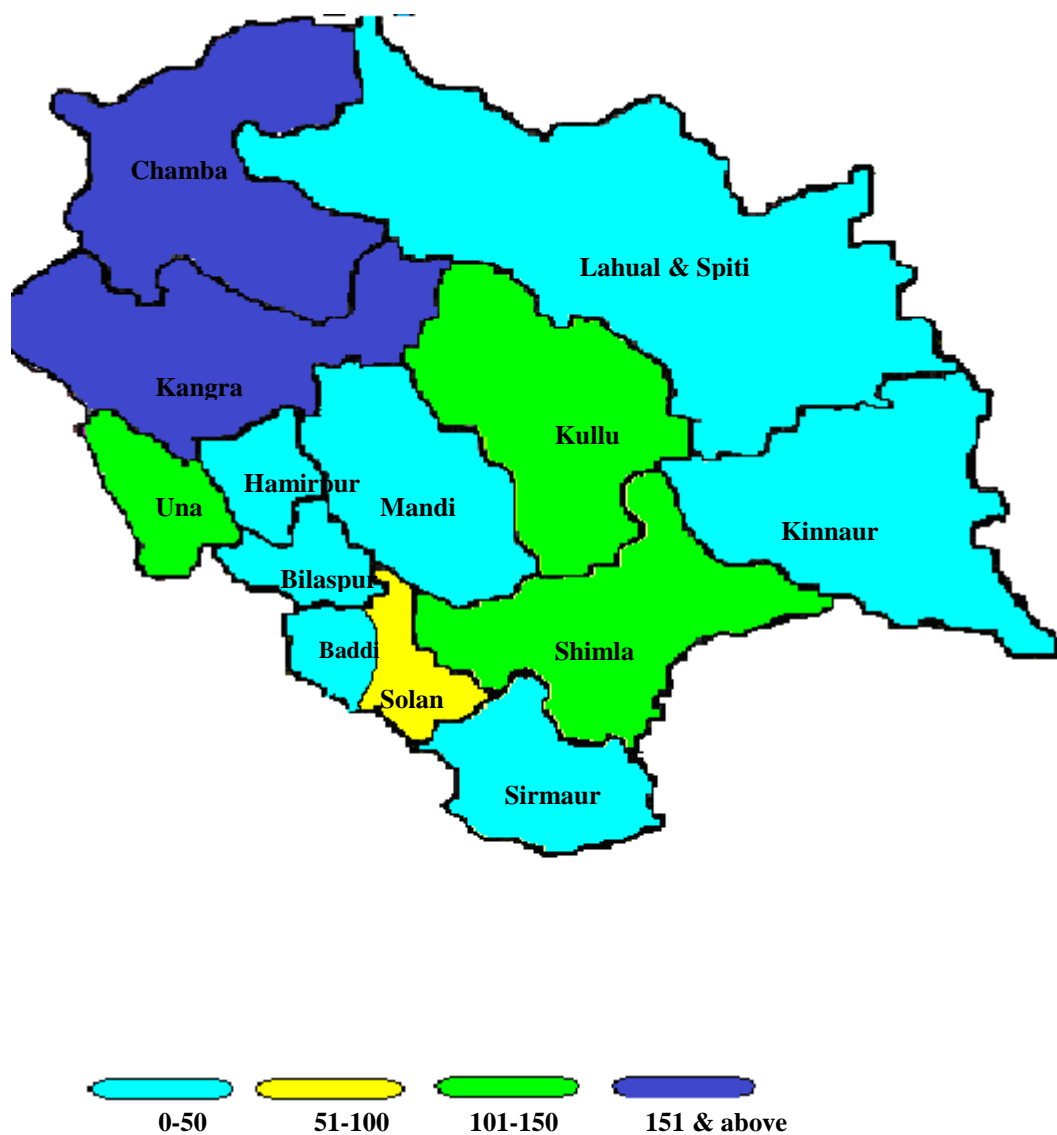 Chamba
Lahual & Spiti
Kangra
Kullu
Hamirpur
Una
Mandi
Kinnaur
Bilaspur
Baddi
Shimla
Solan
Sirmaur
0-50 51-100 101-150 151 & above